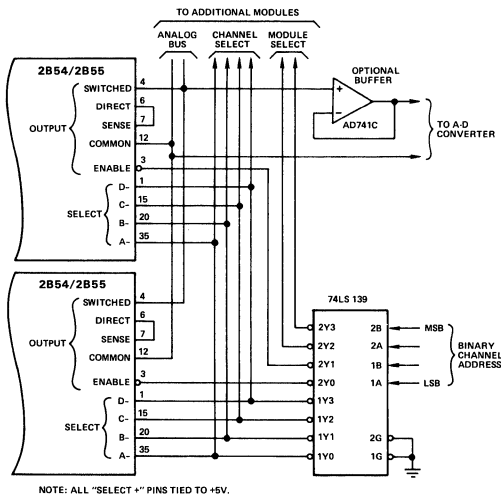 TO ADDITIONAL MODULES
ANALOG BUS
CHANNEL SELECT
MODULE SELECT
2B54/2B55
OUTPUT
SWITCHED 4
DIRECT 6
SENSE 7
COMMON 12
ENABLE 3
SELECT
D- 1
C- 15
B- 20
A- 35
OPTIONAL BUFFER
+
-
AD741C
TO A-D CONVERTER
2B54/2B55
OUTPUT
SWITCHED 4
DIRECT 6
SENSE 7
COMMON 12
ENABLE 3
SELECT
D- 1
C- 15
B- 20
A- 35
74LS 139
2Y3 2B MSB
2Y2 2A
2Y1 1B
2Y0 1A LSB
1Y3
1Y2
1Y1 2G
1Y0 1G
BINARY CHANNEL ADDRESS
NOTE: ALL "SELECT +" PINS TIED TO +5V.